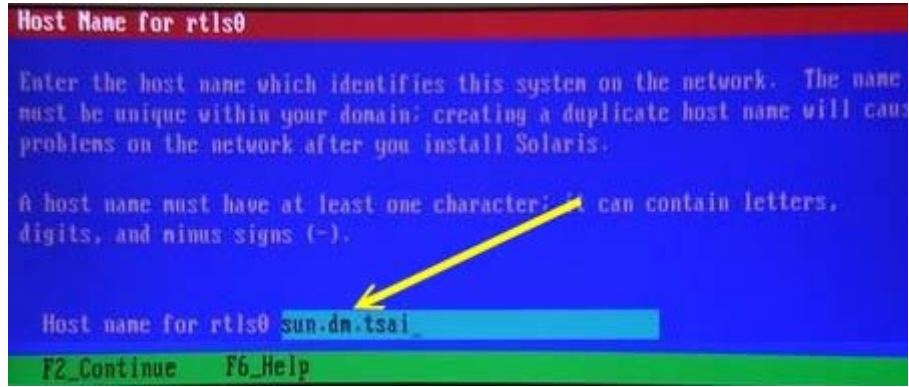 Host Name for rtls0
Enter the host name which identifies this system on the network. The name
must be unique within your domain; creating a duplicate host name will caus
problems on the network after you install Solaris.
A host name must have at least one character; it can contain letters,
digits, and minus signs (-).
Host name for rtls0 sun.dm.tsai_
F2_Continue F6_Help